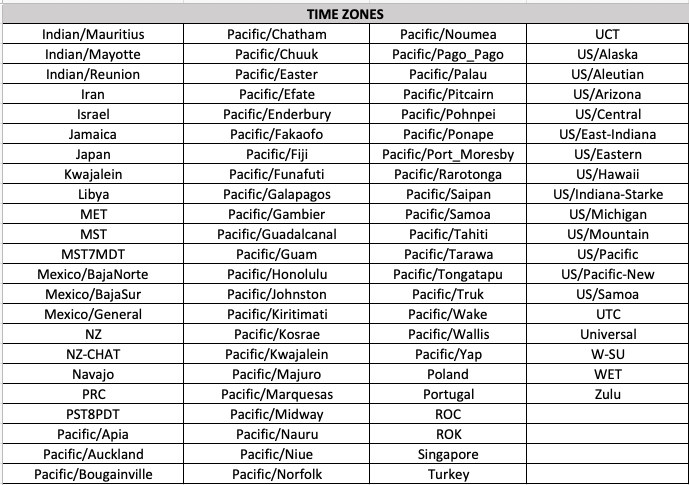 TIME ZONES
Indian/Mauritius Pacific/Chatham Pacific/Noumea UCT
Indian/Mayotte Pacific/Chuuk Pacific/Pago_Pago US/Alaska
Indian/Reunion Pacific/Easter Pacific/Palau US/Aleutian
Iran Pacific/Efate Pacific/Pitcairn US/Arizona
Israel Pacific/Enderbury Pacific/Pohnpei US/Central
Jamaica Pacific/Fakaofo Pacific/Ponape US/East-Indiana
Japan Pacific/Fiji Pacific/Port_Moresby US/Eastern
Kwajalein Pacific/Funafuti Pacific/Rarotonga US/Hawaii
Libya Pacific/Galapagos Pacific/Saipan US/Indiana-Starke
MET Pacific/Gambier Pacific/Samoa US/Michigan
MST Pacific/Guadalcanal Pacific/Tahiti US/Mountain
MST7MDT Pacific/Guam Pacific/Tarawa US/Pacific
Mexico/BajaNorte Pacific/Honolulu Pacific/Tongatapu US/Pacific-New
Mexico/BajaSur Pacific/Johnston Pacific/Truk US/Samoa
Mexico/General Pacific/Kiritimati Pacific/Wake UTC
NZ Pacific/Kosrae Pacific/Wallis Universal
NZ-CHAT Pacific/Kwajalein Pacific/Yap W-SU
Navajo Pacific/Majuro Poland WET
PRC Pacific/Marquesas Portugal Zulu
PST8PDT Pacific/Midway ROC
Pacific/Apia Pacific/Nauru ROK
Pacific/Auckland Pacific/Niue Singapore
Pacific/Bougainville Pacific/Norfolk Turkey